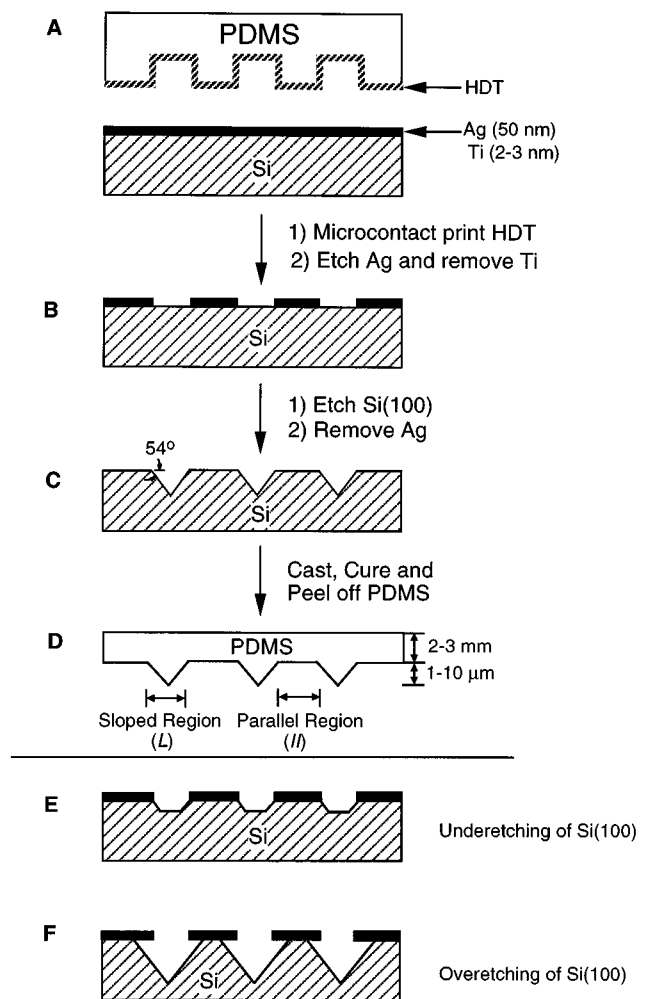 A
PDMS
HDT
Ag (50 nm)
Ti (2-3 nm)
Si
1) Microcontact print HDT
2) Etch Ag and remove Ti
B
Si
1) Etch Si(100)
2) Remove Ag
54º
C
Si
Cast, Cure and
Peel off PDMS
D
PDMS
2-3 mm
1-10 µm
Sloped Region
(L)
Parallel Region
(II)
E
Si
Underetching of Si(100)
F
Si
Overetching of Si(100)